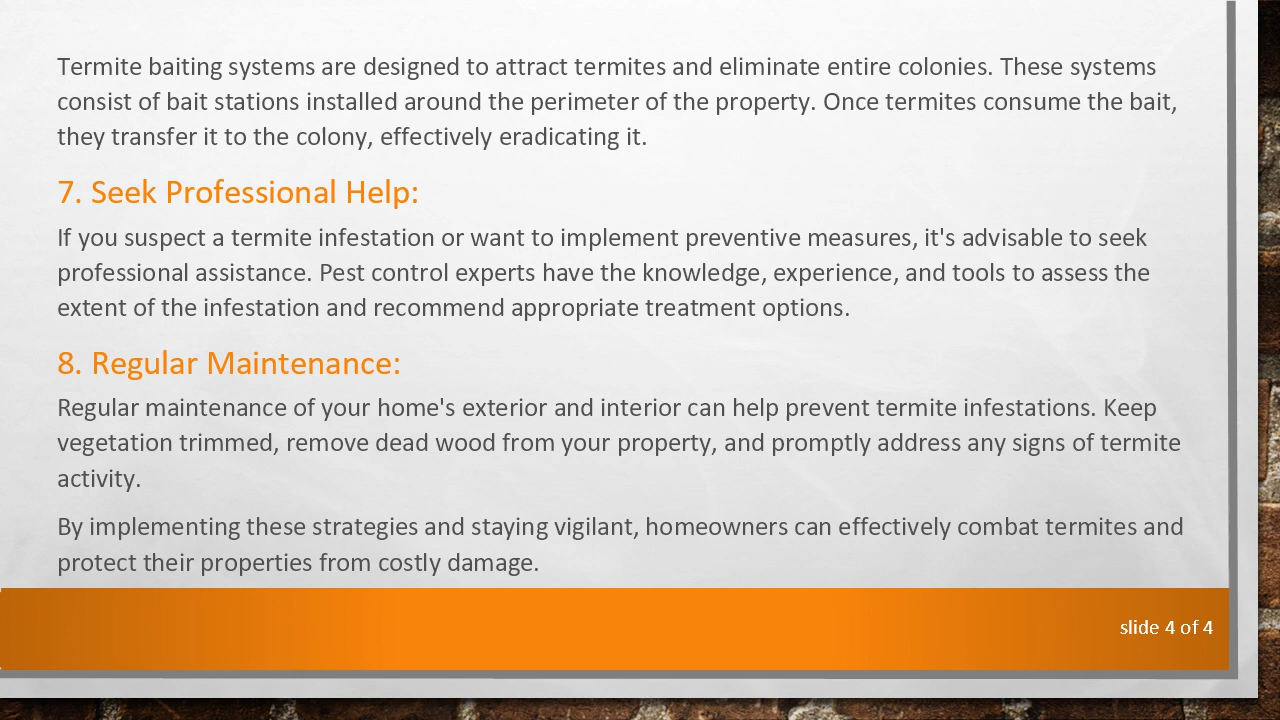 Termite baiting systems are designed to attract termites and eliminate entire colonies. These systems
consist of bait stations installed around the perimeter of the property. Once termites consume the bait,
they transfer it to the colony, effectively eradicating it.
7. Seek Professional Help:
If you suspect a termite infestation or want to implement preventive measures, it's advisable to seek
professional assistance. Pest control experts have the knowledge, experience, and tools to assess the
extent of the infestation and recommend appropriate treatment options.
8. Regular Maintenance:
Regular maintenance of your home's exterior and interior can help prevent termite infestations. Keep
vegetation trimmed, remove dead wood from your property, and promptly address any signs of termite
activity.
By implementing these strategies and staying vigilant, homeowners can effectively combat termites and
protect their properties from costly damage.
slide 4 of 4